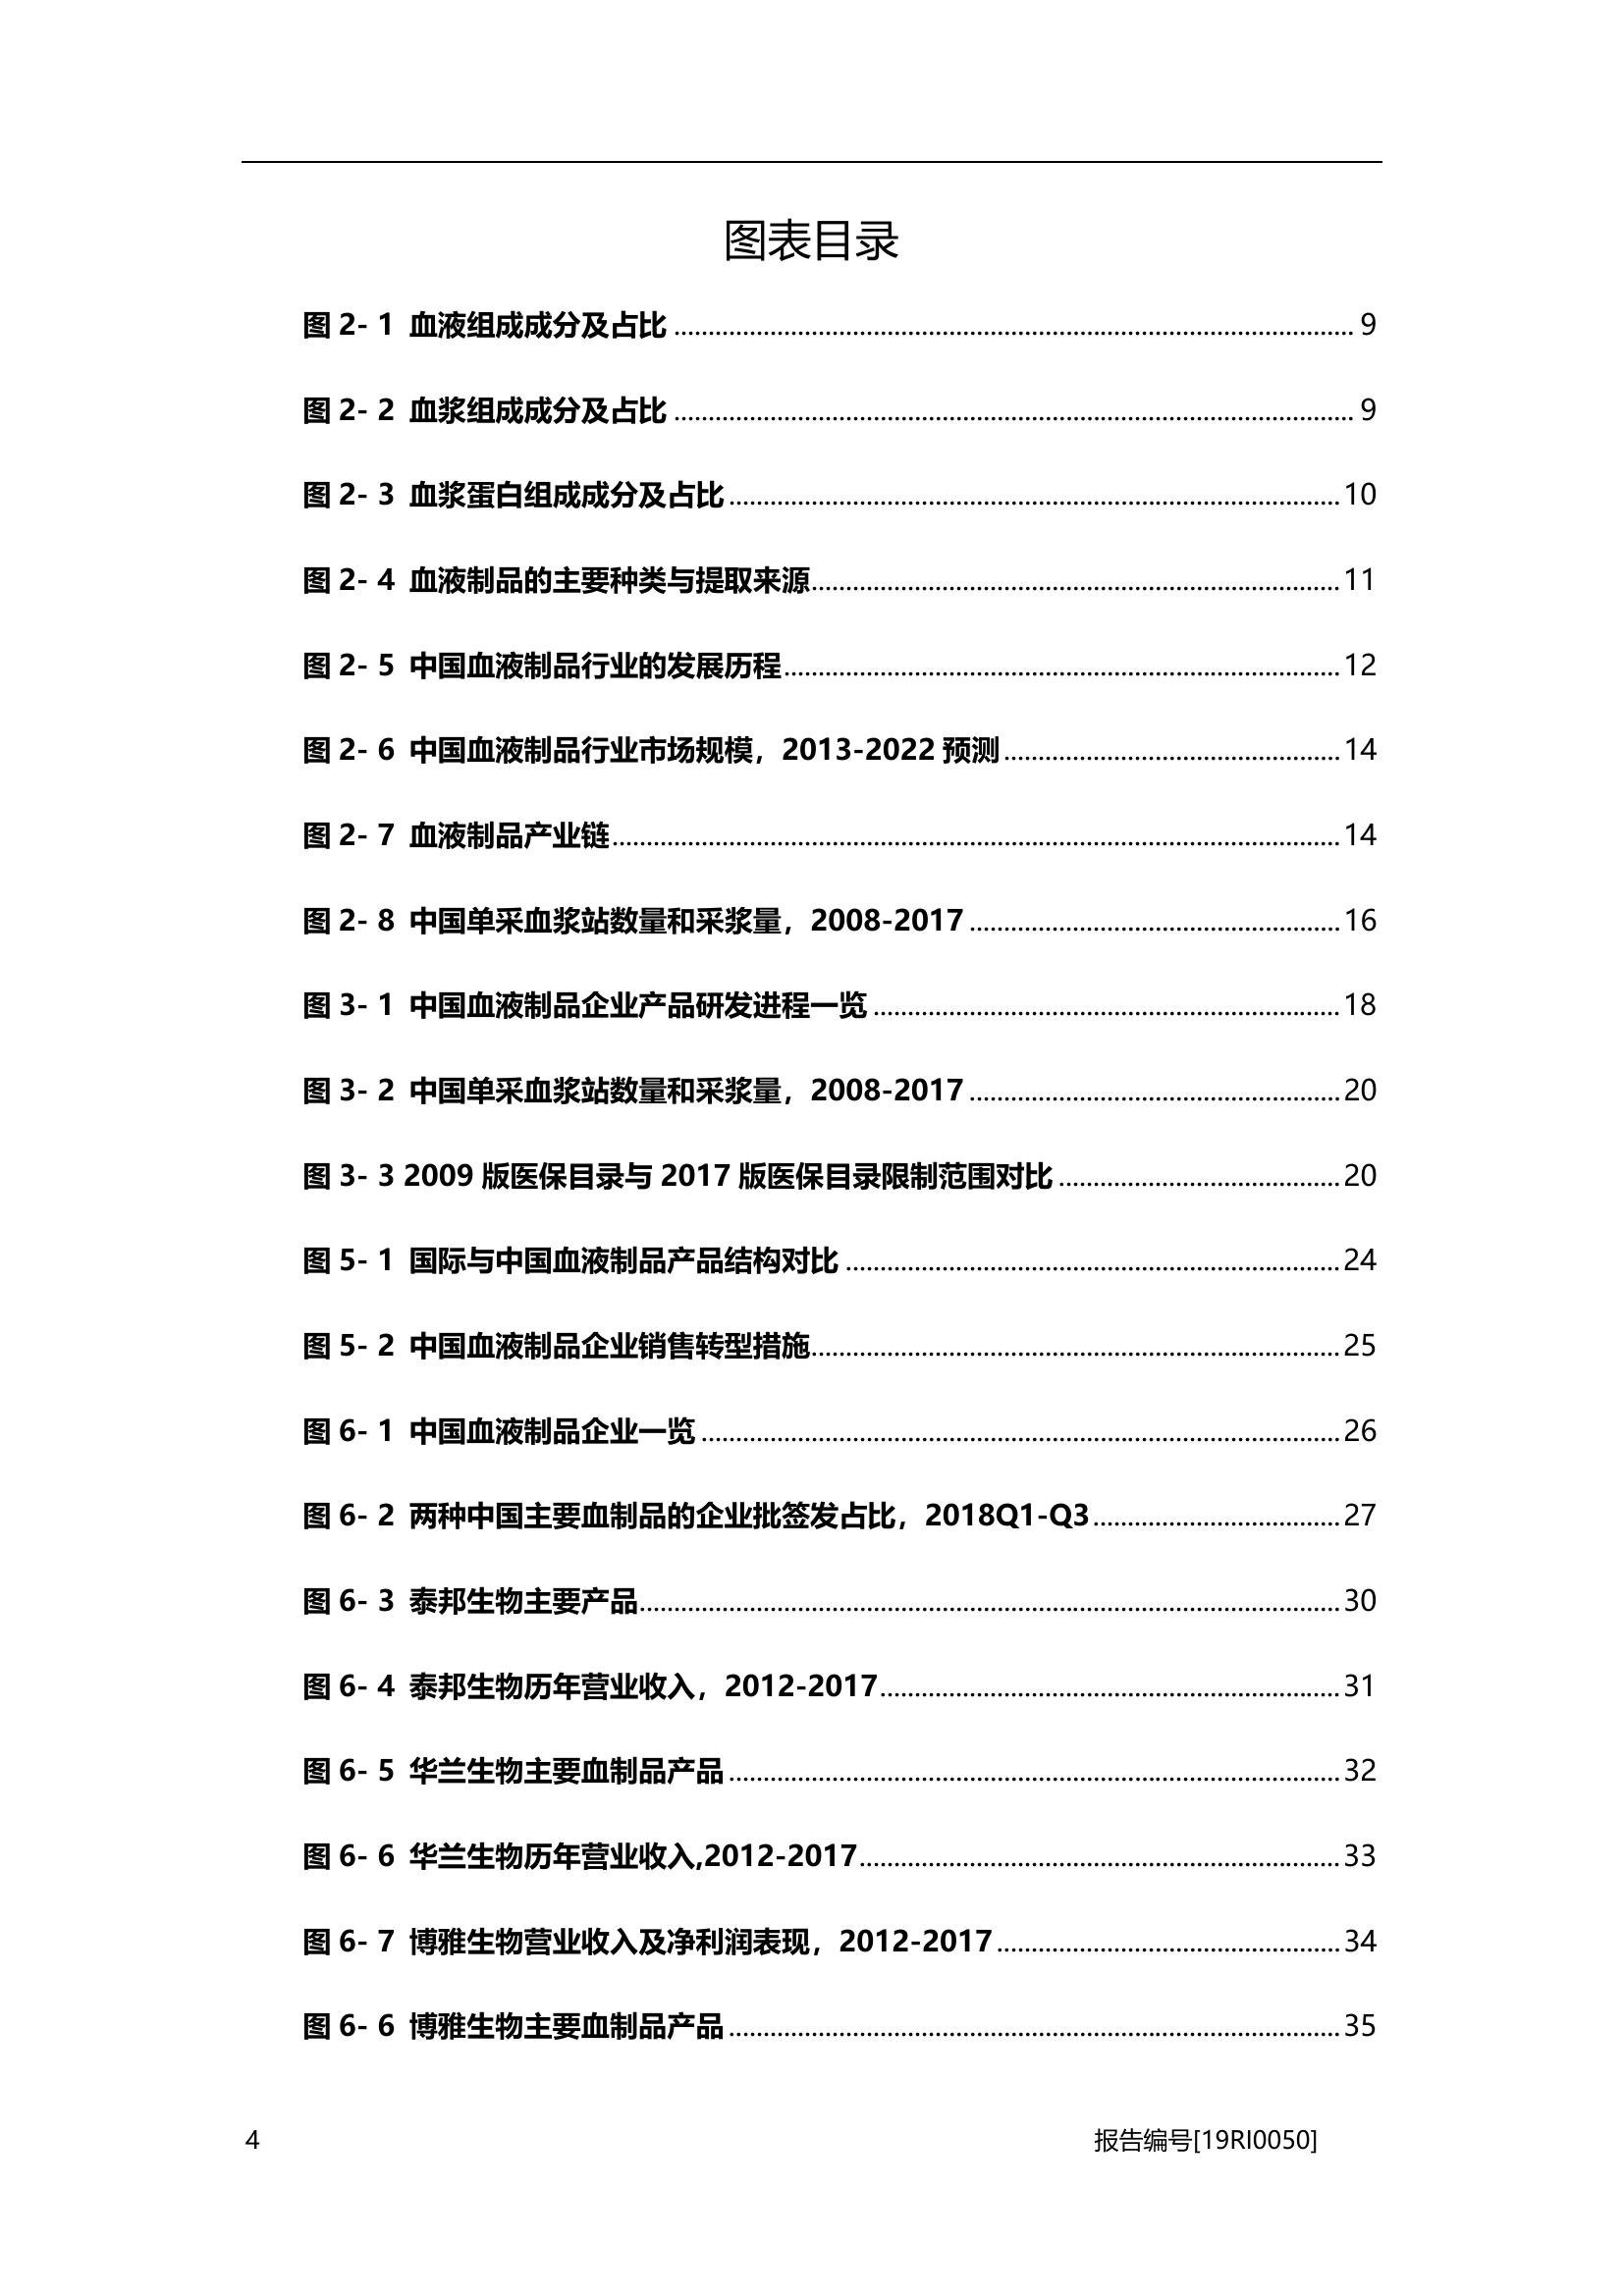 图表目录
图 2- 1 血液组成成分及占比 9
图 2- 2 血浆组成成分及占比 9
图 2- 3 血浆蛋白组成成分及占比 10
图 2- 4 血液制品的主要种类与提取来源 11
图 2- 5 中国血液制品行业的发展历程 12
图 2- 6 中国血液制品行业市场规模，2013-2022 预测 14
图 2- 7 血液制品产业链 14
图 2- 8 中国单采血浆站数量和采浆量，2008-2017 16
图 3- 1 中国血液制品企业产品研发进程一览 18
图 3- 2 中国单采血浆站数量和采浆量，2008-2017 20
图 3- 3 2009 版医保目录与 2017 版医保目录限制范围对比 20
图 5- 1 国际与中国血液制品产品结构对比 24
图 5- 2 中国血液制品企业销售转型措施 25
图 6- 1 中国血液制品企业一览 26
图 6- 2 两种中国主要血制品的企业批签发占比，2018Q1-Q3 27
图 6- 3 泰邦生物主要产品 30
图 6- 4 泰邦生物历年营业收入，2012-2017 31
图 6- 5 华兰生物主要血制品产品 32
图 6- 6 华兰生物历年营业收入,2012-2017 33
图 6- 7 博雅生物营业收入及净利润表现，2012-2017 34
图 6- 6 博雅生物主要血制品产品 35
4 报告编号[19RI0050]